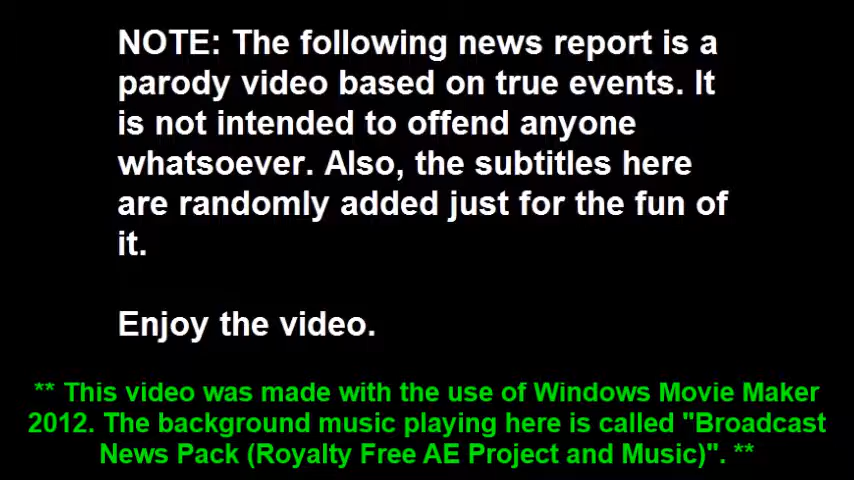 NOTE: The following news report is a
parody video based on true events. It
is not intended to offend anyone
whatsoever. Also, the subtitles here
are randomly added just for the fun of
it.
Enjoy the video.
** This video was made with the use of Windows Movie Maker
2012. The background music playing here is called "Broadcast
News Pack (Royalty Free AE Project and Music)". **